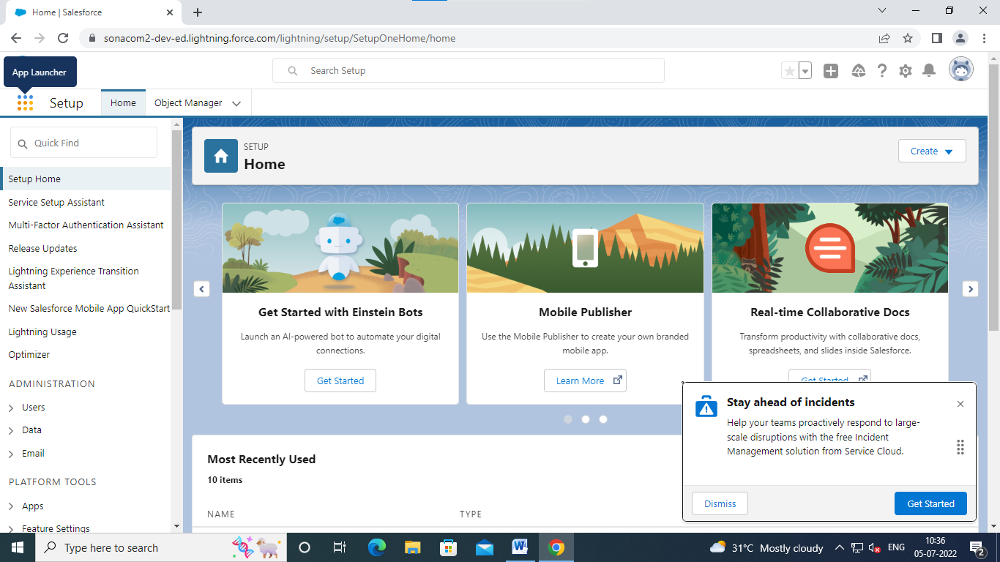 Home | Salesforce
sonacom2-dev-ed.lightning.force.com/lightning/setup/SetupOneHome/home
App Launcher
Search Setup
Setup
Home
Object Manager
Quick Find
Setup Home
Service Setup Assistant
Multi-Factor Authentication Assistant
Release Updates
Lightning Experience Transition
Assistant
New Salesforce Mobile App QuickStart
Lightning Usage
Optimizer
ADMINISTRATION
Users
Data
Email
PLATFORM TOOLS
Apps
Feature Settings
SETUP
Home
Create
Get Started with Einstein Bots
Launch an AI-powered bot to automate your digital
connections.
Get Started
Mobile Publisher
Use the Mobile Publisher to create your own branded
mobile app.
Learn More
Real-time Collaborative Docs
Transform productivity with collaborative docs,
spreadsheets, and slides inside Salesforce.
Get Started
Most Recently Used
10 items
NAME
TYPE
Stay ahead of incidents
Help your teams proactively respond to large-
scale disruptions with the free Incident
Management solution from Service Cloud.
Dismiss
Get Started
Type here to search
W
31°C Mostly cloudy
ENG
10:36
05-07-2022
2